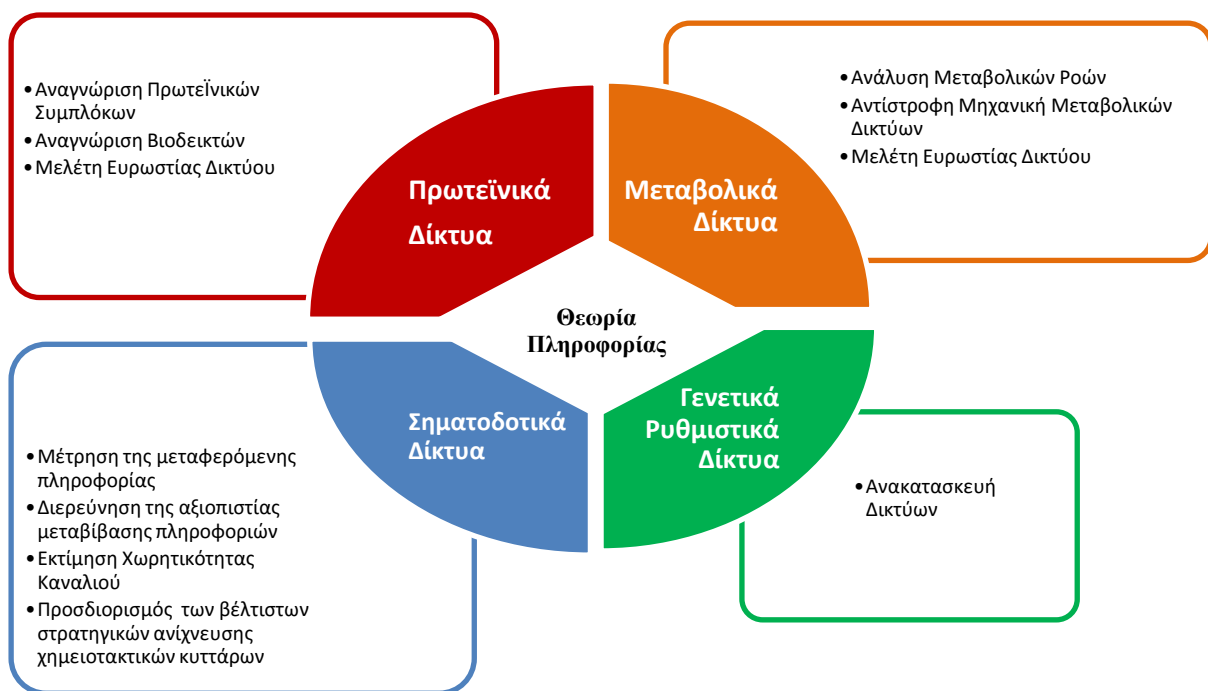 •Αναγνώριση ΠρωτεΪνικών
Συμπλόκων
•Αναγνώριση Βιοδεικτών
•Μελέτη Ευρωστίας Δικτύου
Πρωτεϊνικά
Δίκτυα
•Ανάλυση Μεταβολικών Ροών
•Αντίστροφη Μηχανική Μεταβολικών
Δικτύων
•Μελέτη Ευρωστίας Δικτύου
Μεταβολικά
Δίκτυα
Θεωρία
Πληροφορίας
Σηματοδοτικά
Δίκτυα
•Μέτρηση της μεταφερόμενης
πληροφορίας
•Διερεύνηση της αξιοπιστίας
μεταβίβασης πληροφοριών
•Εκτίμηση Χωρητικότητας
Καναλιού
•Προσδιορισμός των βέλτιστων
στρατηγικών ανίχνευσης
χημειοτακτικών κυττάρων
Γενετικά
Ρυθμιστικά
Δίκτυα
•Ανακατασκευή
Δικτύων